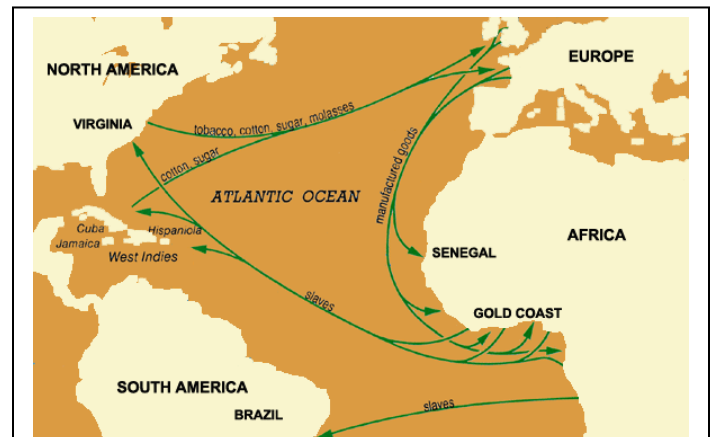 NORTH AMERICA
EUROPE
VIRGINIA
tobacco, cotton, sugar, molasses
cotton, sugar
manufactured goods
ATLANTIC OCEAN
Cuba
Jamaica
Hispaniola
West Indies
AFRICA
SENEGAL
slaves
GOLD COAST
SOUTH AMERICA
BRAZIL
slaves